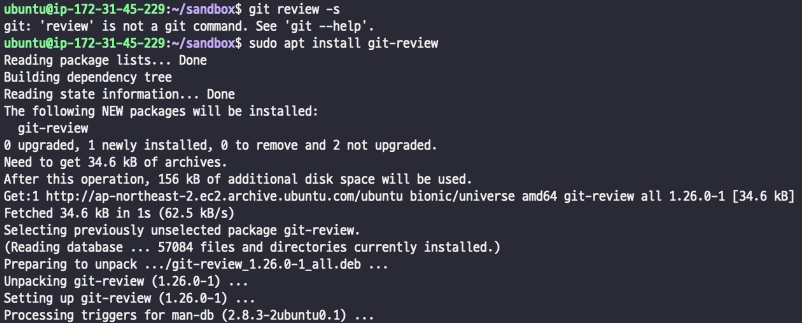 ubuntu@ip-172-31-45-229:~/sandbox$ git review -s
git: 'review' is not a git command. See 'git --help'.
ubuntu@ip-172-31-45-229:~/sandbox$ sudo apt install git-review
Reading package lists... Done
Building dependency tree
Reading state information... Done
The following NEW packages will be installed:
  git-review
0 upgraded, 1 newly installed, 0 to remove and 2 not upgraded.
Need to get 34.6 kB of archives.
After this operation, 156 kB of additional disk space will be used.
Get:1 http://ap-northeast-2.ec2.archive.ubuntu.com/ubuntu bionic/universe amd64 git-review all 1.26.0-1 [34.6 kB]
Fetched 34.6 kB in 1s (62.5 kB/s)
Selecting previously unselected package git-review.
(Reading database ... 57084 files and directories currently installed.)
Preparing to unpack .../git-review_1.26.0-1_all.deb ...
Unpacking git-review (1.26.0-1) ...
Setting up git-review (1.26.0-1) ...
Processing triggers for man-db (2.8.3-2ubuntu0.1) ...